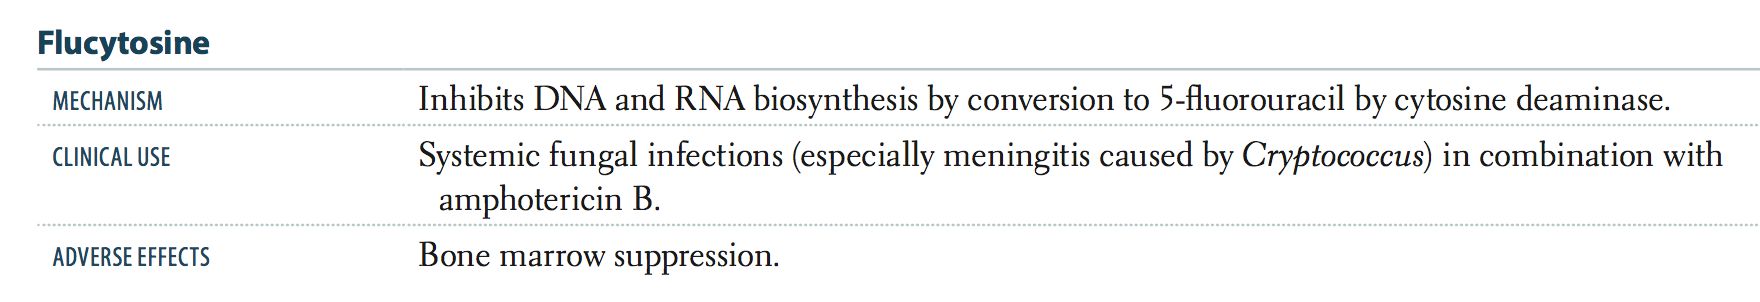 Flucytosine
MECHANISM Inhibits DNA and RNA biosynthesis by conversion to 5-fluorouracil by cytosine deaminase.
CLINICAL USE Systemic fungal infections (especially meningitis caused by Cryptococcus) in combination with
amphotericin B.
ADVERSE EFFECTS Bone marrow suppression.